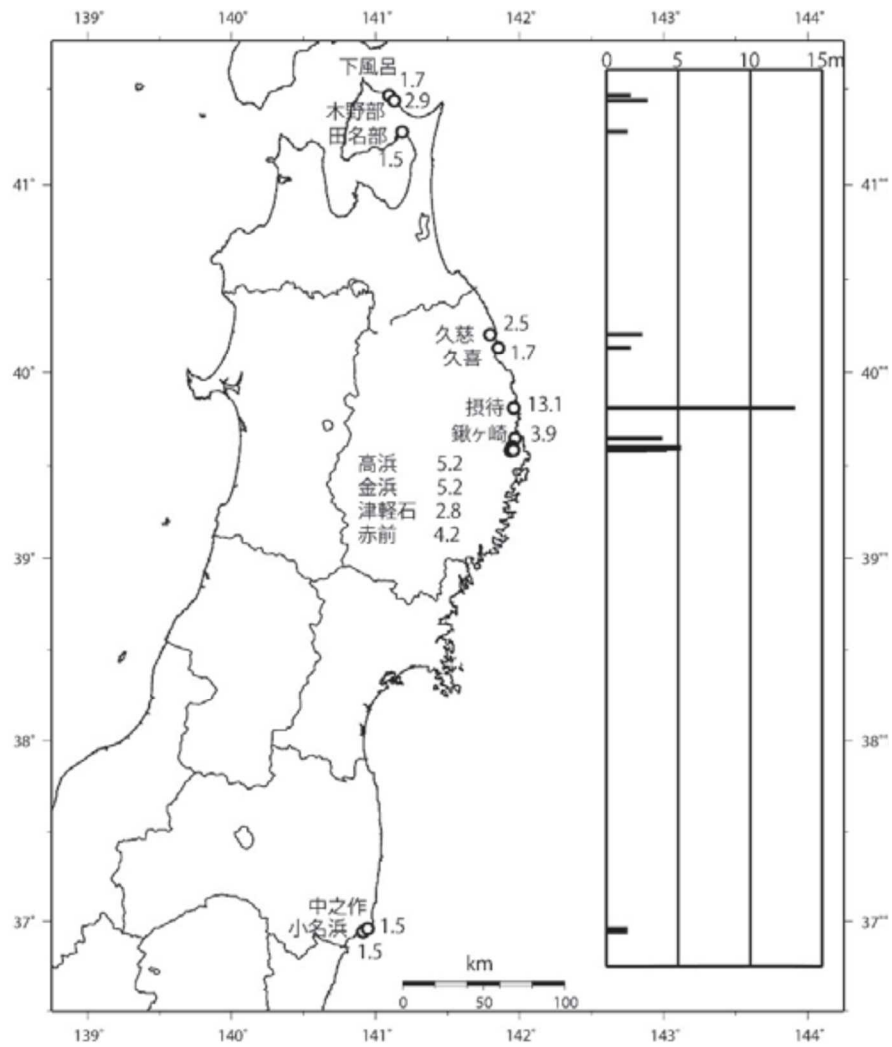 139° 140° 141° 142° 143° 144°
0 5 10 15m
下風呂 1.7
木野部 2.9
田名部
1.5
41° 41°
久慈 2.5
久喜 1.7
40° 40°
摂待 13.1
鍬ヶ崎 3.9
高浜 5.2
金浜 5.2
津軽石 2.8
赤前 4.2
39° 39°
38° 38°
37° 37°
中之作 1.5
小名浜
1.5
km
0 50 100
139° 140° 141° 142° 143° 144°